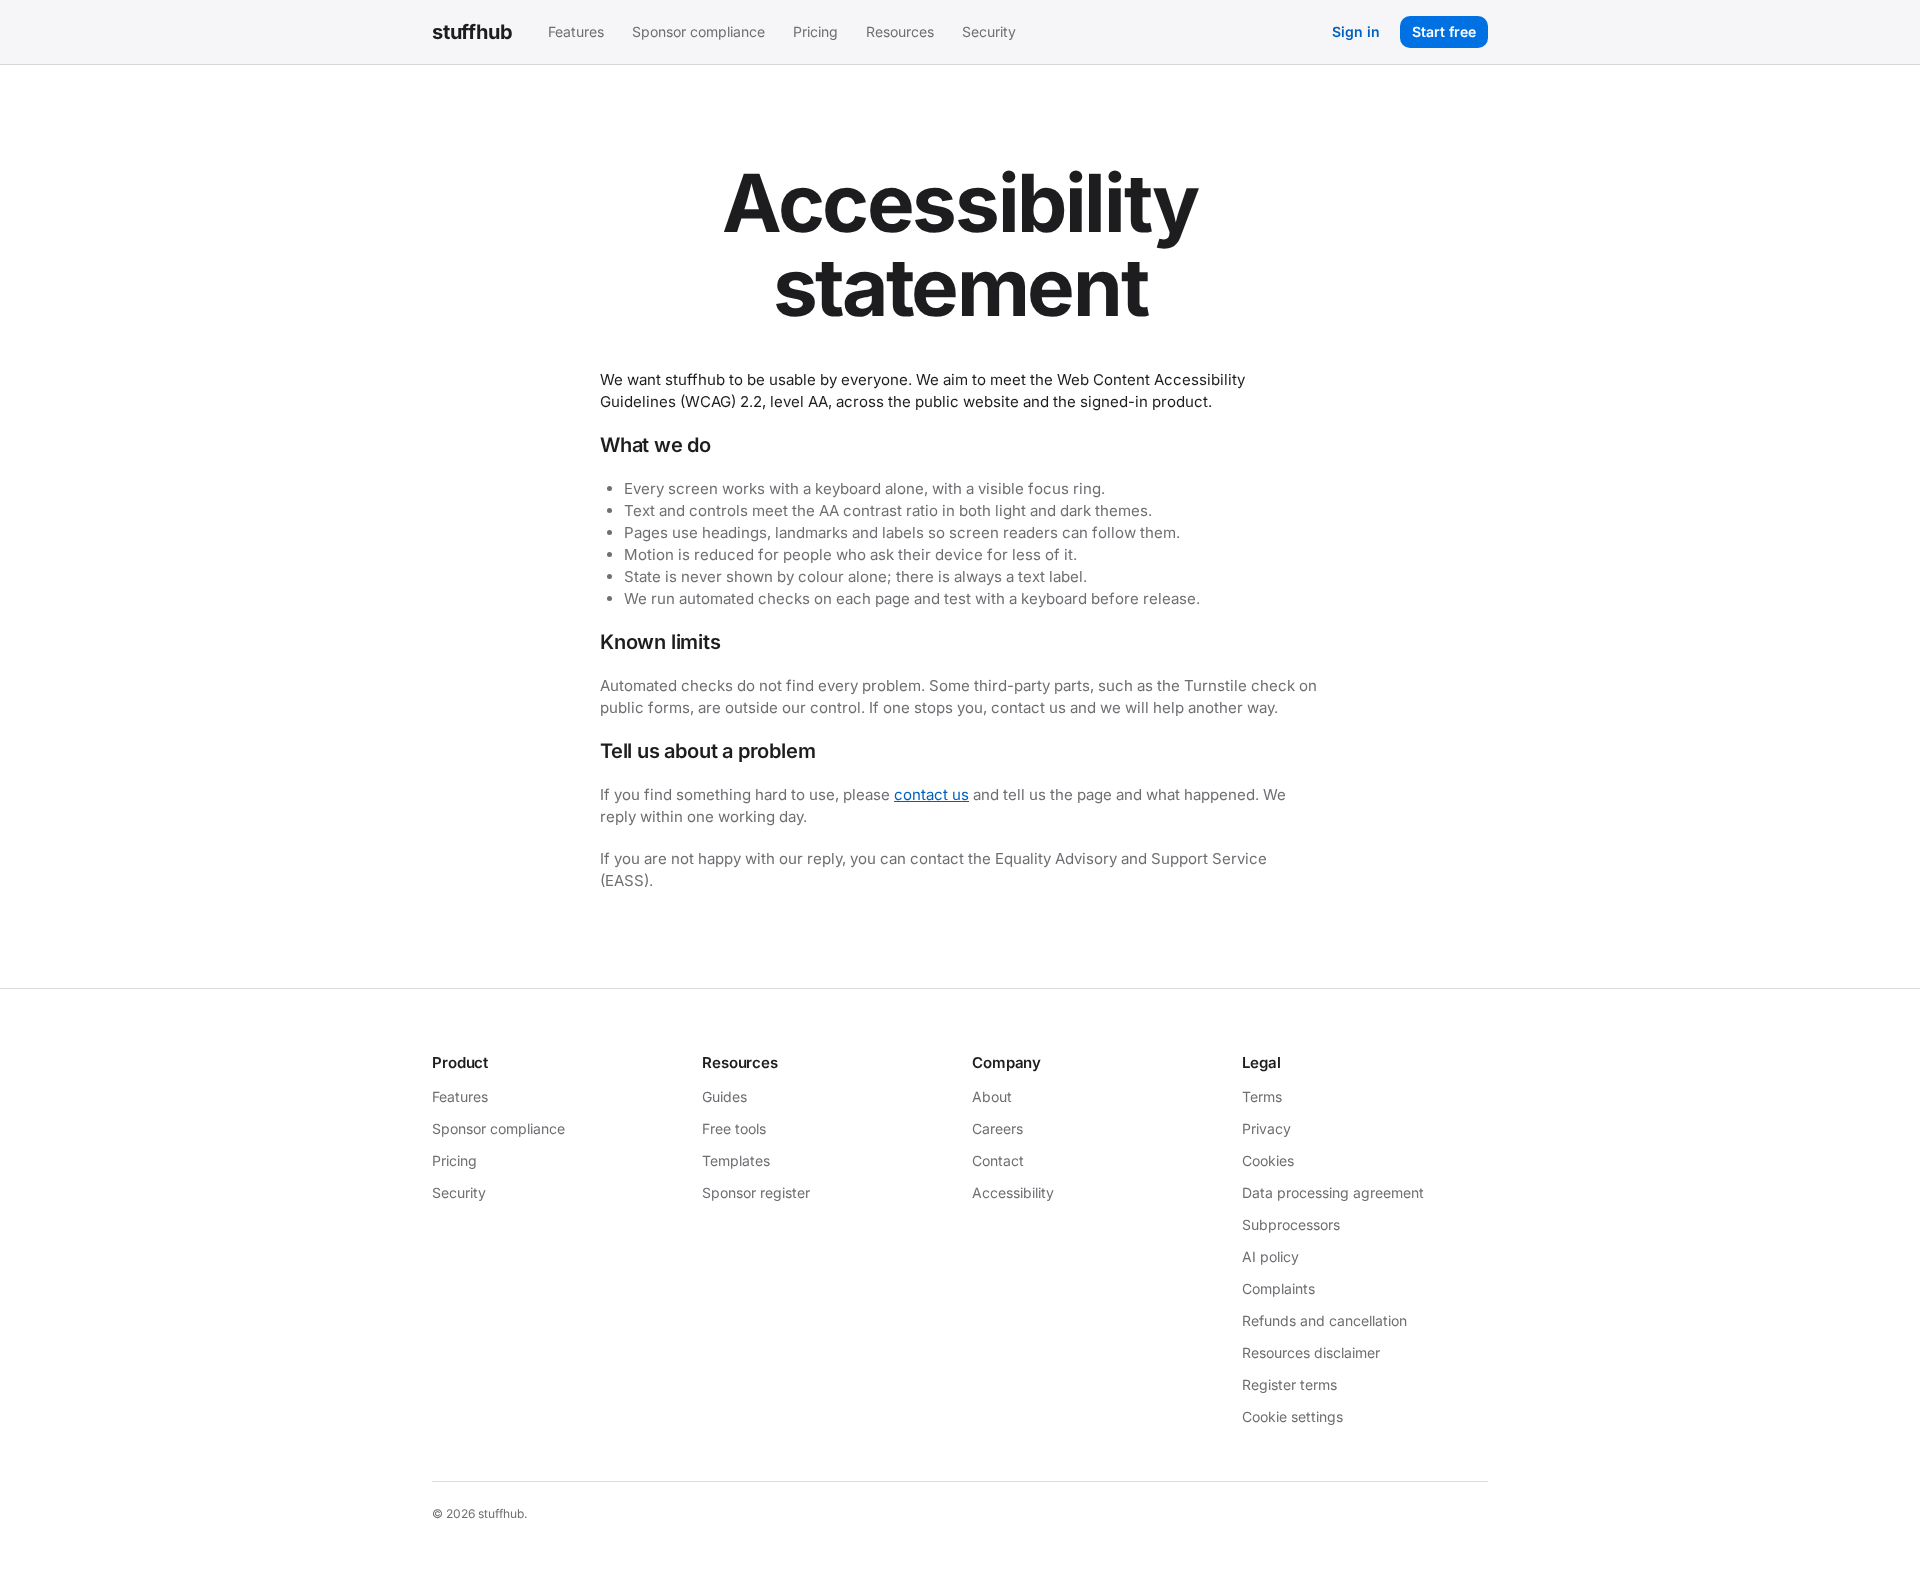 stuffhub
Features
Sponsor compliance
Pricing
Resources
Security
Sign in
Start free
Accessibility
statement
We want stuffhub to be usable by everyone. We aim to meet the Web Content Accessibility
Guidelines (WCAG) 2.2, level AA, across the public website and the signed-in product.
What we do
• Every screen works with a keyboard alone, with a visible focus ring.
• Text and controls meet the AA contrast ratio in both light and dark themes.
• Pages use headings, landmarks and labels so screen readers can follow them.
• Motion is reduced for people who ask their device for less of it.
• State is never shown by colour alone; there is always a text label.
• We run automated checks on each page and test with a keyboard before release.
Known limits
Automated checks do not find every problem. Some third-party parts, such as the Turnstile check on
public forms, are outside our control. If one stops you, contact us and we will help another way.
Tell us about a problem
If you find something hard to use, please contact us and tell us the page and what happened. We
reply within one working day.
If you are not happy with our reply, you can contact the Equality Advisory and Support Service
(EASS).
Product
Features
Sponsor compliance
Pricing
Security
Resources
Guides
Free tools
Templates
Sponsor register
Company
About
Careers
Contact
Accessibility
Legal
Terms
Privacy
Cookies
Data processing agreement
Subprocessors
AI policy
Complaints
Refunds and cancellation
Resources disclaimer
Register terms
Cookie settings
© 2026 stuffhub.